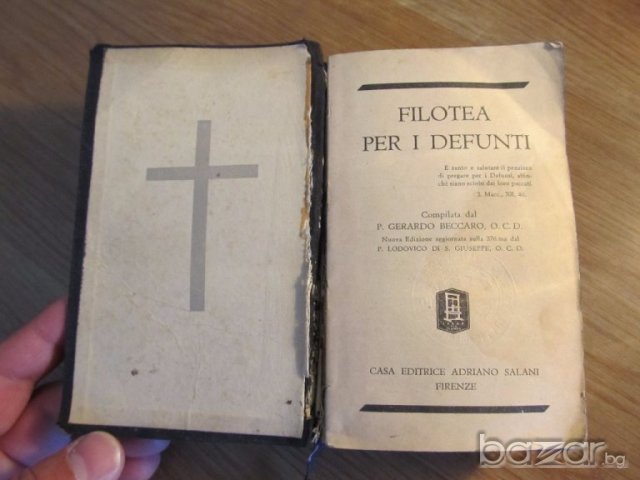 FILOTEA
PER I DEFUNTI
È santo e salutare il pensiero
di pregare per i Defunti, affin-
chè siano sciolti dai loro peccati.
Macc., XII, 46.
Compilata dal
P. GERARDO BECCARO, O. C. D.
Nuova Edizione aggiornata sulla 376.ma dal
P. LODOVICO DI S. GIUSEPPE, O. C. D.
CASA EDITRICE ADRIANO SALANI
FIRENZE
bazar.bg